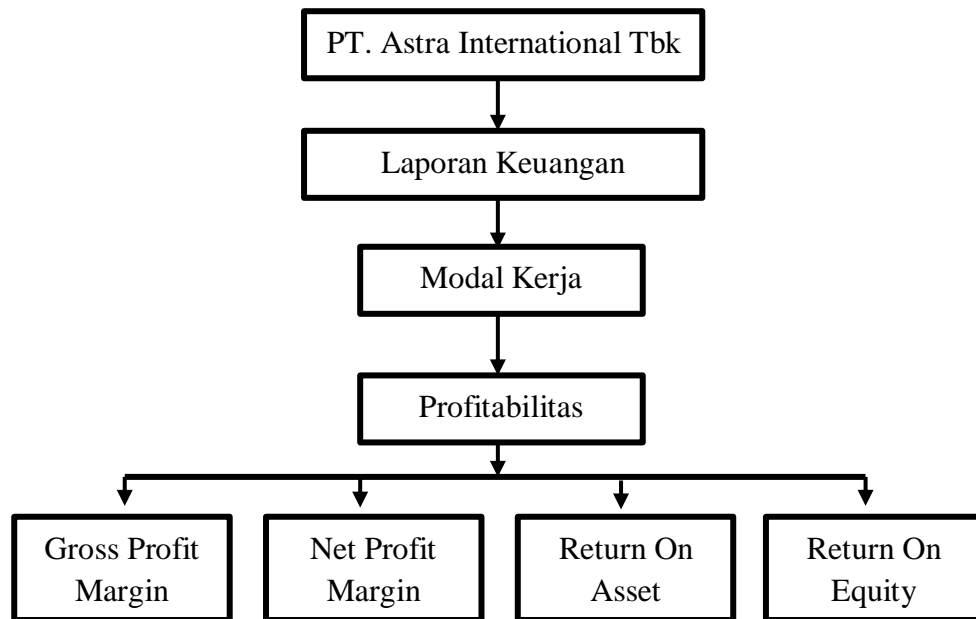 PT. Astra International Tbk
Laporan Keuangan
Modal Kerja
Profitabilitas
Gross Profit
Margin
Net Profit
Margin
Return On
Asset
Return On
Equity